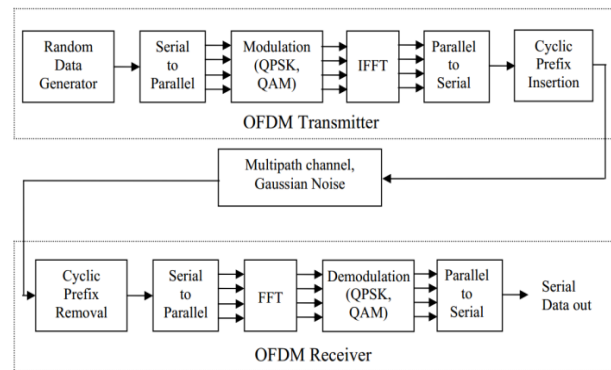 Random
Data
Generator
Serial
to
Parallel
Modulation
(QPSK,
QAM)
IFFT
Parallel
to
Serial
Cyclic
Prefix
Insertion
OFDM Transmitter
Multipath channel,
Gaussian Noise
Cyclic
Prefix
Removal
Serial
to
Parallel
FFT
Demodulation
(QPSK,
QAM)
Parallel
to
Serial
Serial
Data out
OFDM Receiver